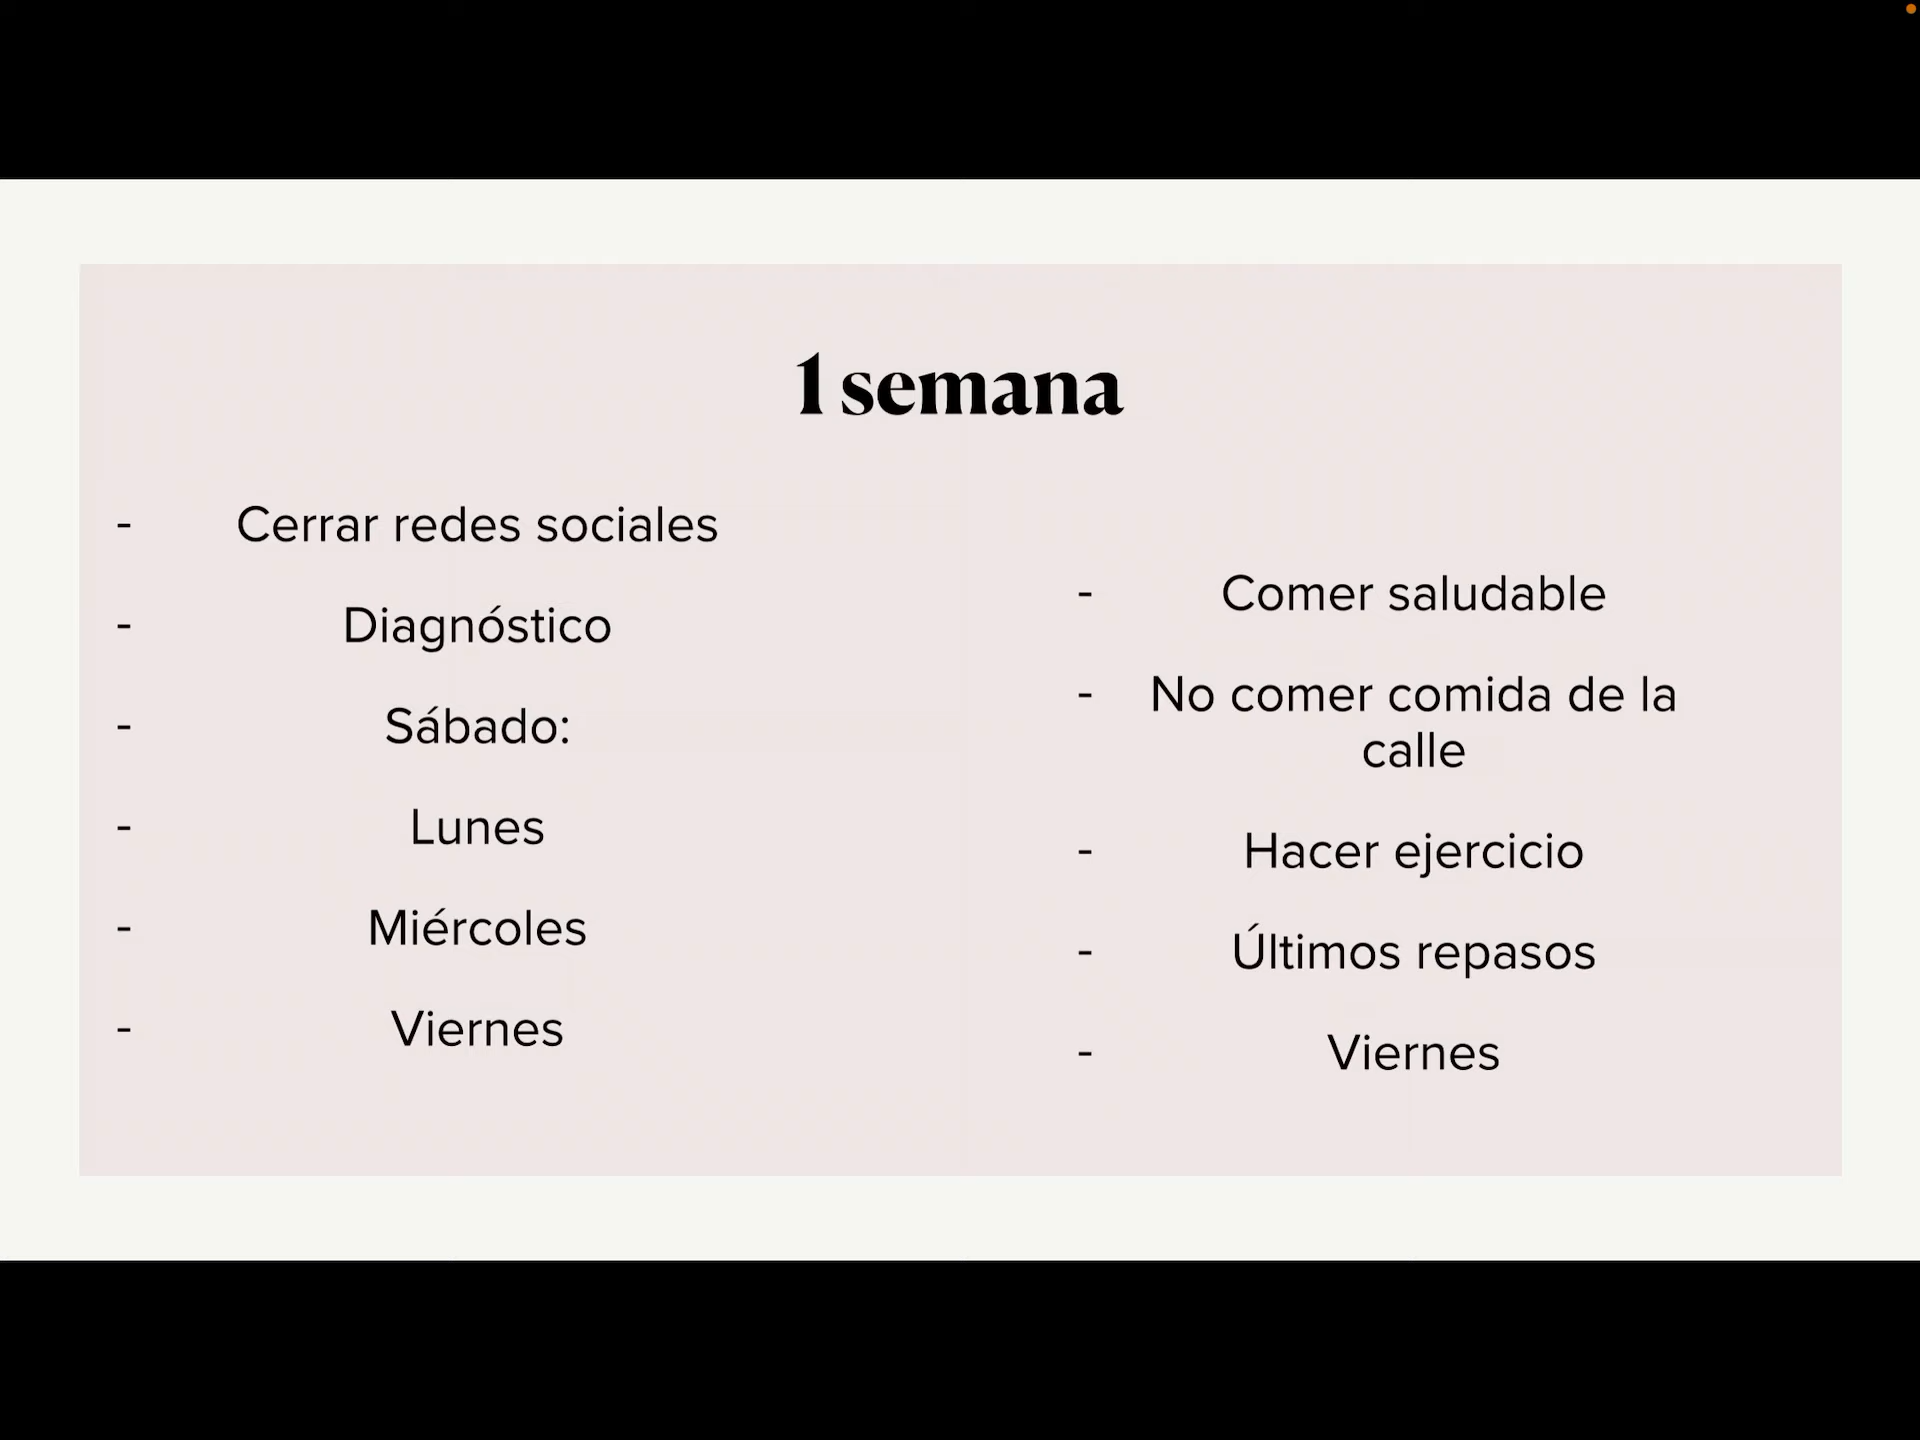 1 semana
- Cerrar redes sociales
- Diagnóstico
- Sábado:
- Lunes
- Miércoles
- Viernes
- Comer saludable
- No comer comida de la
calle
- Hacer ejercicio
- Últimos repasos
- Viernes